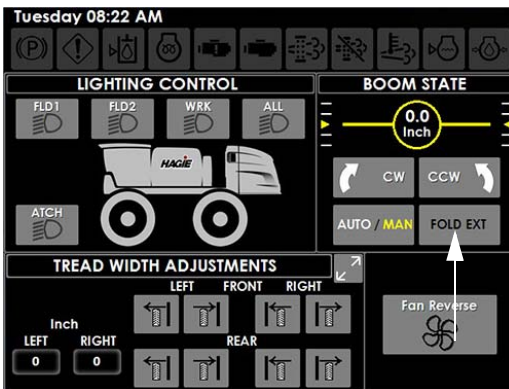 Tuesday 08:22 AM
(P)
LIGHTING CONTROL
FLD1 FLD2 WRK ALL
HAGIE
ATCH
BOOM STATE
0.0
Inch
CW CCW
AUTO / MAN FOLD EXT
TREAD WIDTH ADJUSTMENTS
LEFT FRONT RIGHT
Inch
LEFT RIGHT REAR
0 0
Fan Reverse